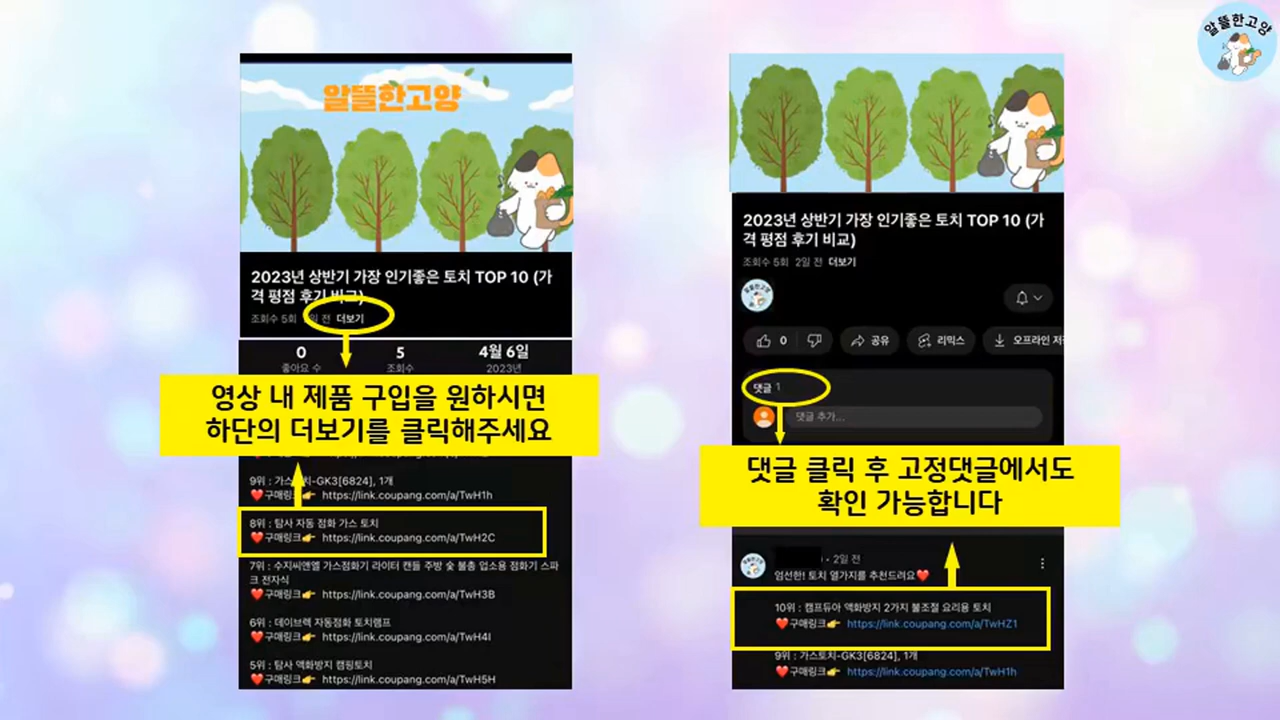 알뜰한고양
알뜰한고양
2023년 상반기 가장 인기좋은 토치 TOP 10 (가
격 평점 후기 비교)
조회수 5회 일 전 더보기
0 5 4월 6일
좋아요 수 조회수 2023년
영상 내 제품 구입을 원하시면
하단의 더보기를 클릭해주세요
9위 : 가스토치-GK3[6824], 1개
❤️구매링크👉 https://link.coupang.com/a/TwH1h
8위 : 탐사 자동 점화 가스 토치
❤️구매링크👉 https://link.coupang.com/a/TwH2C
7위 : 수지씨앤엘 가스점화기 라이터 캔들 주방 숯 불총 업소용 점화기 스파
크 전자식
❤️구매링크👉 https://link.coupang.com/a/TwH3B
6위 : 데이브렉 자동점화 토치램프
❤️구매링크👉 https://link.coupang.com/a/TwH4I
5위 : 탐사 액화방지 캠핑토치
❤️구매링크👉 https://link.coupang.com/a/TwH5H
2023년 상반기 가장 인기좋은 토치 TOP 10 (가
격 평점 후기 비교)
조회수 5회 2일 전 더보기
0 공유 리믹스 오프라인 저
댓글 1
댓글 추가...
댓글 클릭 후 고정댓글에서도
확인 가능합니다
• 2일 전
엄선한! 토치 열가지를 추천드려요❤️
10위 : 캠프듀아 액화방지 2가지 불조절 요리용 토치
❤️구매링크👉 https://link.coupang.com/a/TwHZ1
9위 : 가스토치-GK3[6824], 1개
❤️구매링크👉 https://link.coupang.com/a/TwH1h